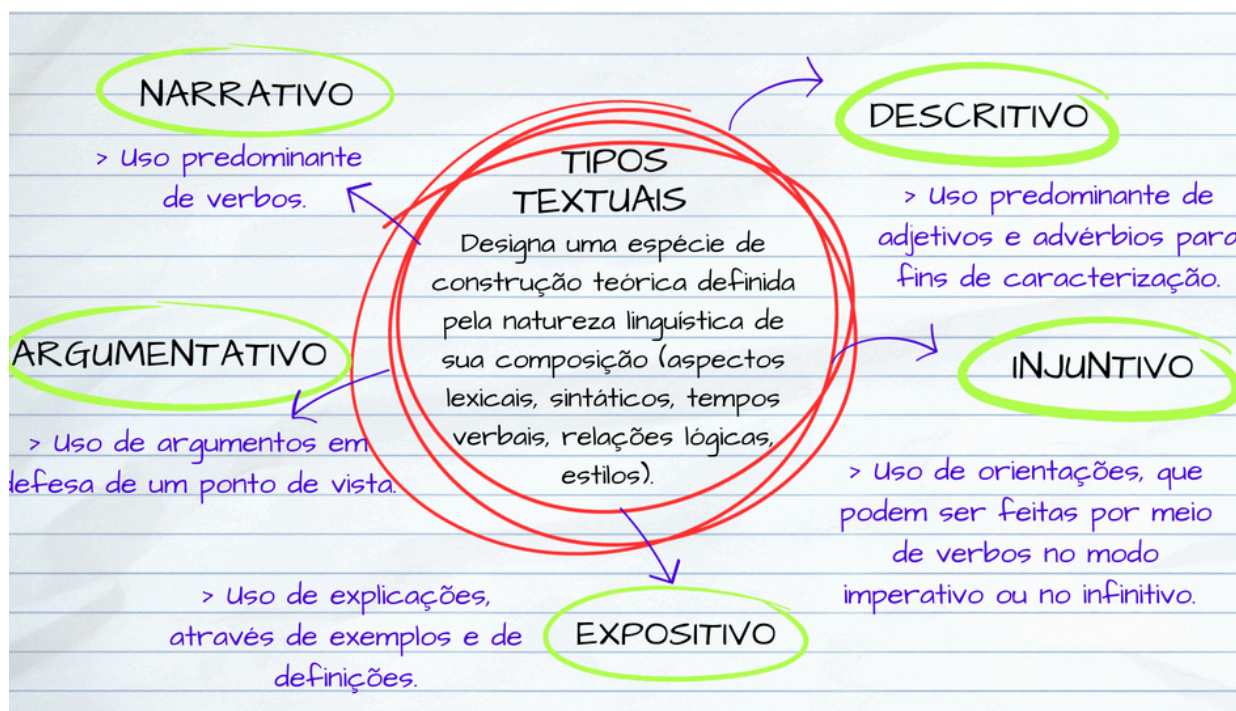 NARRATIVO
> Uso predominante
de verbos.
TIPOS
TEXTUAIS
Designa uma espécie de
construção teórica definida
pela natureza linguística de
sua composição (aspectos
lexicais, sintáticos, tempos
verbais, relações lógicas,
estilos).
DESCRITIVO
> Uso predominante de
adjetivos e advérbios para
fins de caracterização.
ARGUMENTATIVO
> Uso de argumentos em
defesa de um ponto de vista.
INJUNTIVO
> Uso de orientações, que
podem ser feitas por meio
de verbos no modo
imperativo ou no infinitivo.
EXPOSITIVO
> Uso de explicações,
através de exemplos e de
definições.